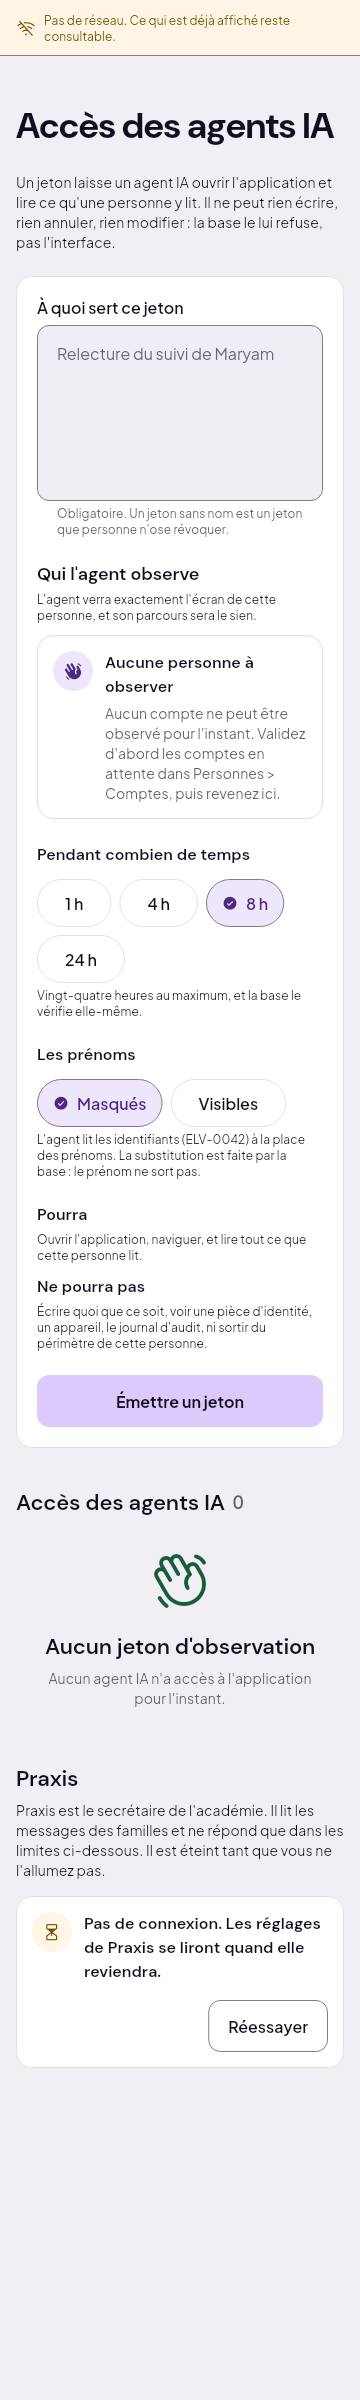 Pas de réseau. Ce qui est déjà affiché reste
consultable.
Accès des agents IA
Un jeton laisse un agent IA ouvrir l'application et
lire ce qu'une personne y lit. Il ne peut rien écrire,
rien annuler, rien modifier : la base le lui refuse,
pas l'interface.
À quoi sert ce jeton
Relecture du suivi de Maryam
Obligatoire. Un jeton sans nom est un jeton
que personne n'ose révoquer.
Qui l'agent observe
L'agent verra exactement l'écran de cette
personne, et son parcours sera le sien.
Aucune personne à
observer
Aucun compte ne peut être
observé pour l'instant. Validez
d'abord les comptes en
attente dans Personnes >
Comptes, puis revenez ici.
Pendant combien de temps
1 h
4 h
8 h
24 h
Vingt-quatre heures au maximum, et la base le
vérifie elle-même.
Les prénoms
Masqués
Visibles
L'agent lit les identifiants (ELV-0042) à la place
des prénoms. La substitution est faite par la
base : le prénom ne sort pas.
Pourra
Ouvrir l'application, naviguer, et lire tout ce que
cette personne lit.
Ne pourra pas
Écrire quoi que ce soit, voir une pièce d'identité,
un appareil, le journal d'audit, ni sortir du
périmètre de cette personne.
Émettre un jeton
Accès des agents IA 0
Aucun jeton d'observation
Aucun agent IA n'a accès à l'application
pour l'instant.
Praxis
Praxis est le secrétaire de l'académie. Il lit les
messages des familles et ne répond que dans les
limites ci-dessous. Il est éteint tant que vous ne
l'allumez pas.
Pas de connexion. Les réglages
de Praxis se liront quand elle
reviendra.
Réessayer